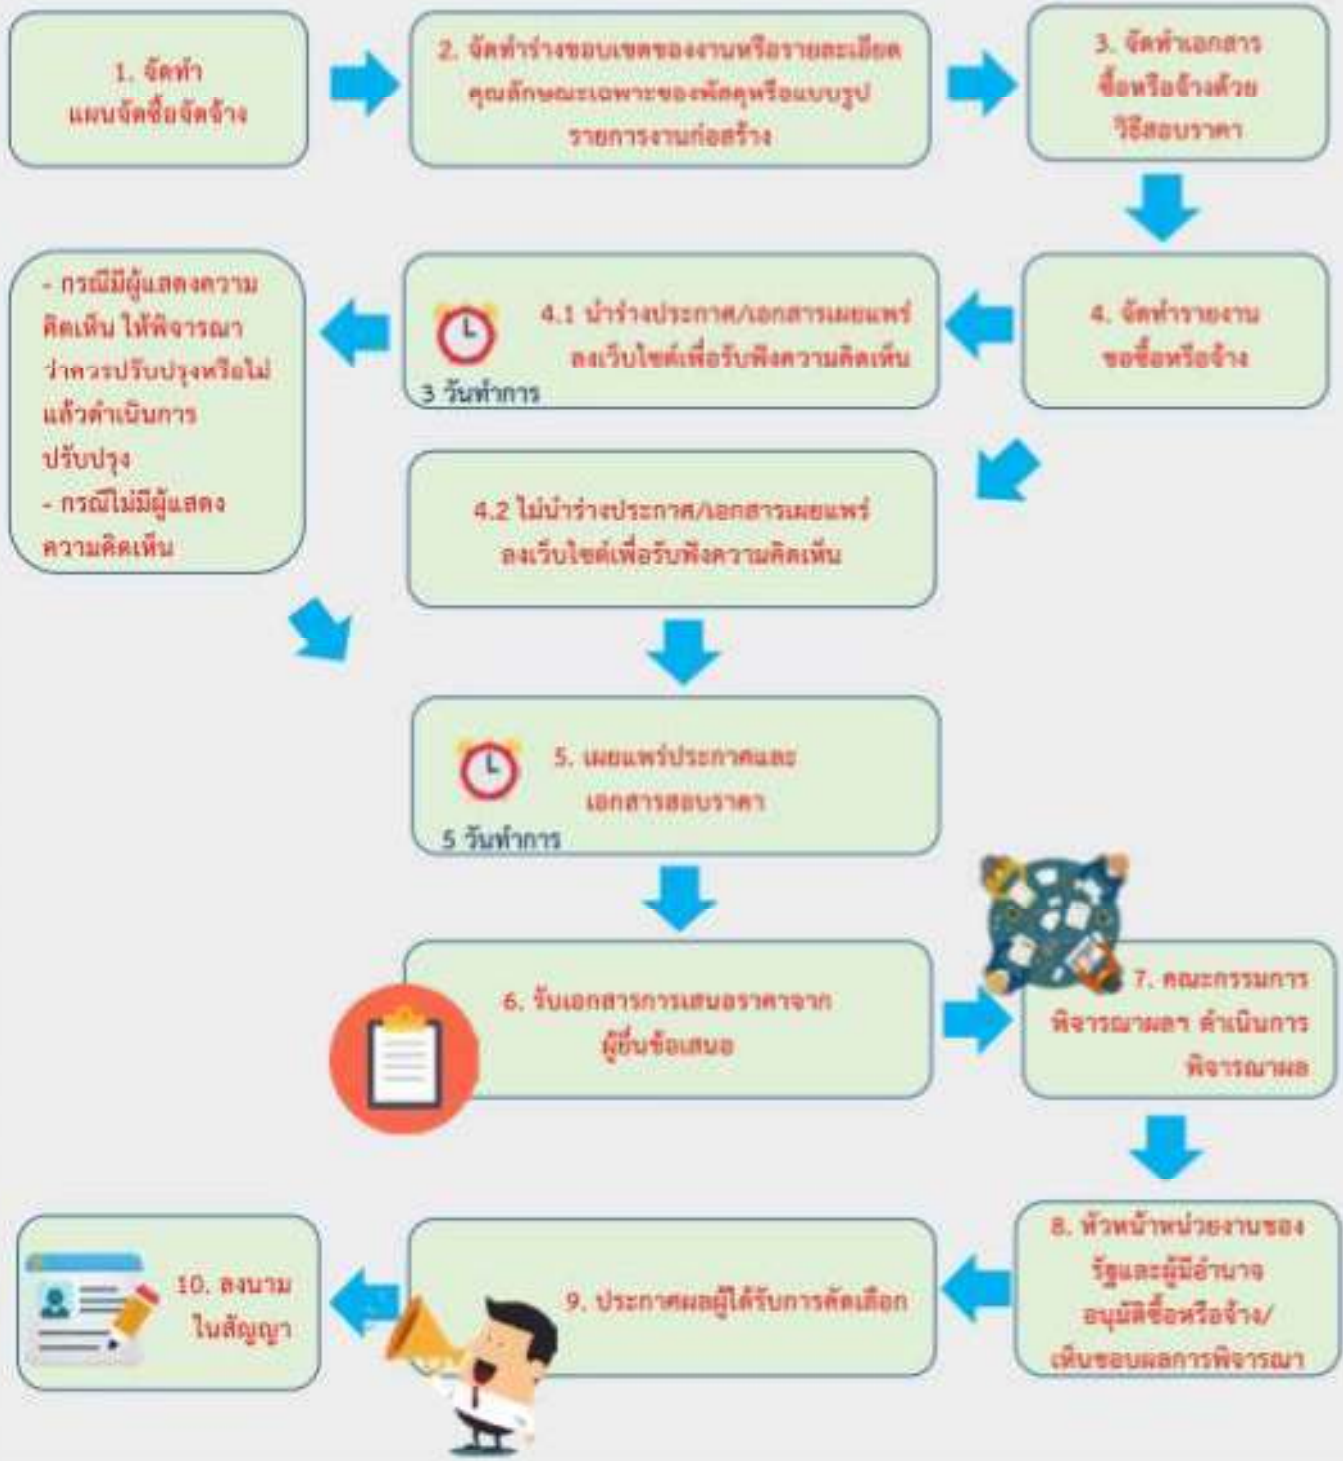 1. จัดทำ
แผนจัดซื้อจัดจ้าง
2. จัดทำร่างขอบเขตของงานหรือรายละเอียด
คุณลักษณะเฉพาะของพัสดุหรือแบบรูป
รายการงานก่อสร้าง
3. จัดทำเอกสาร
ซื้อหรือจ้างด้วย
วิธีสอบราคา
4. จัดทำรายงาน
ขอซื้อหรือจ้าง
4.1 นำร่างประกาศ/เอกสารเผยแพร่
ลงเว็บไซต์เพื่อรับฟังความคิดเห็น
3 วันทำการ
- กรณีมีผู้แสดงความ
คิดเห็น ให้พิจารณา
ว่าควรปรับปรุงหรือไม่
แล้วดำเนินการ
ปรับปรุง
- กรณีไม่มีผู้แสดง
ความคิดเห็น
4.2 ไม่นำร่างประกาศ/เอกสารเผยแพร่
ลงเว็บไซต์เพื่อรับฟังความคิดเห็น
5. เผยแพร่ประกาศและ
เอกสารสอบราคา
5 วันทำการ
6. รับเอกสารการเสนอราคาจาก
ผู้ยื่นข้อเสนอ
7. คณะกรรมการ
พิจารณาผลฯ ดำเนินการ
พิจารณาผล
8. หัวหน้าหน่วยงานของ
รัฐและผู้มีอำนาจ
อนุมัติซื้อหรือจ้าง/
เห็นชอบผลการพิจารณา
9. ประกาศผลผู้ได้รับการคัดเลือก
10. ลงนาม
ในสัญญา